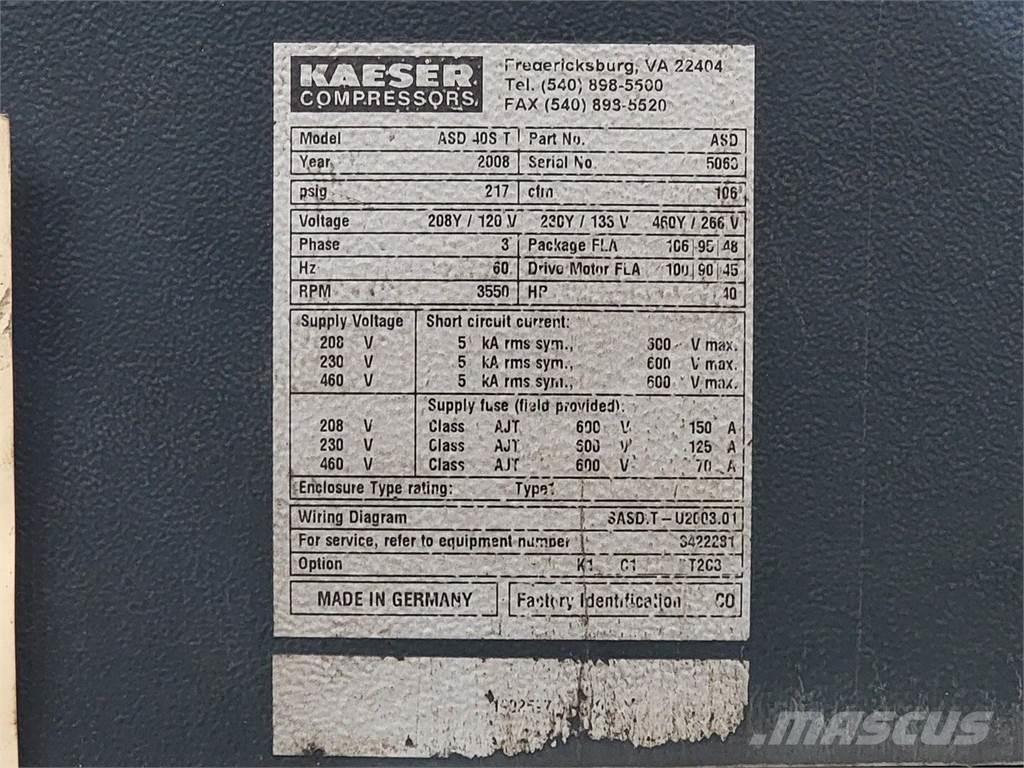 KAESER
COMPRESSORS
Fredericksburg, VA 22404
Tel. (540) 898-5500
FAX (540) 898-5520
Model ASD 40S T Part No. ASD
Year 2008 Serial No. 5060
psig 217 cfm 106
Voltage 208Y / 120 V 230Y / 133 V 460Y / 266 V
Phase 3 Package FLA 106 95 48
Hz 60 Drive Motor FLA 100 90 45
RPM 3550 HP 40
Supply Voltage Short circuit current:
208 V 5 kA rms sym., 600 V max.
230 V 5 kA rms sym., 600 V max.
460 V 5 kA rms sym., 600 V max.
Supply fuse (field provided):
208 V Class AJT 600 V 150 A
230 V Class AJT 600 V 125 A
460 V Class AJT 600 V 70 A
Enclosure Type rating: Type1
Wiring Diagram SASD.T – U2003.01
For service, refer to equipment number
Option K1 C1 T2C3
MADE IN GERMANY Factory Identification CO
MASCUS